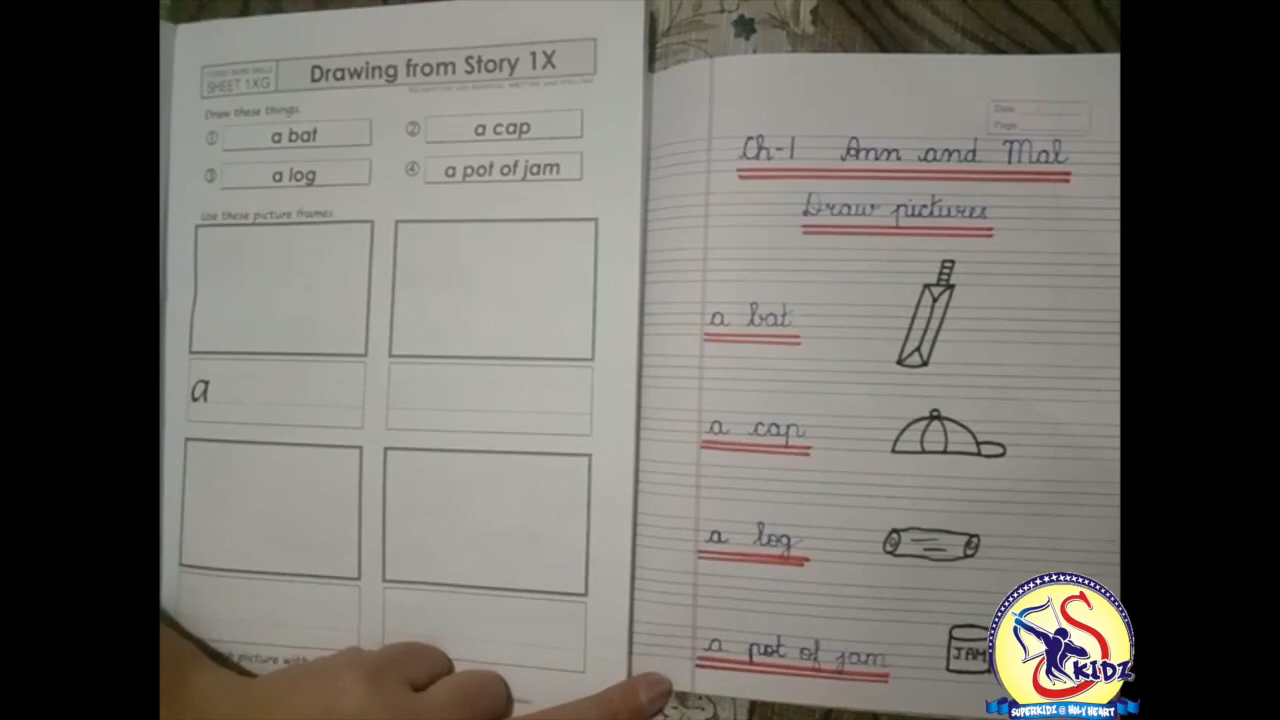 SHEET 1XG
Drawing from Story 1X
Draw these things.
① a bat
② a cap
③ a log
④ a pot of jam
Use these picture frames
a
picture with
Date
Page
Ch-1 Ann and Mal
Draw pictures
a bat
a cap
a log
a pot of jam
JAM
S KIDZ
SUPERKIDZ @ HOLY HEART